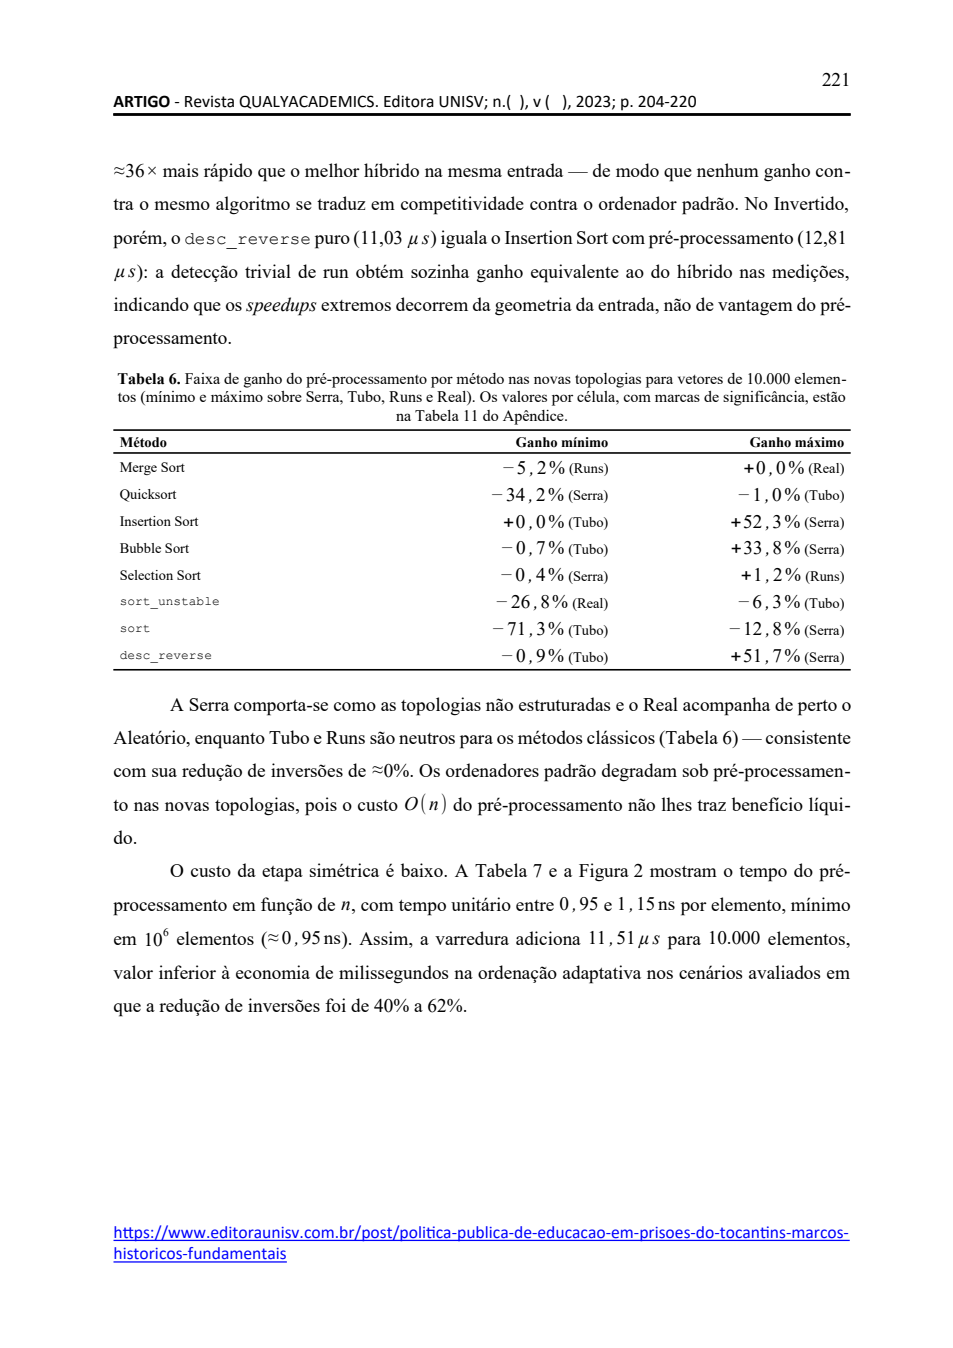 221
ARTIGO - Revista QUALYACADEMICS. Editora UNISV; n.( ), v ( ), 2023; p. 204-220
≈36× mais rápido que o melhor híbrido na mesma entrada — de modo que nenhum ganho con-
tra o mesmo algoritmo se traduz em competitividade contra o ordenador padrão. No Invertido,
porém, o desc_reverse puro (11,03 μs) iguala o Insertion Sort com pré-processamento (12,81
μs): a detecção trivial de run obtém sozinha ganho equivalente ao do híbrido nas medições,
indicando que os speedups extremos decorrem da geometria da entrada, não de vantagem do pré-
processamento.
Tabela 6. Faixa de ganho do pré-processamento por método nas novas topologias para vetores de 10.000 elemen-
tos (mínimo e máximo sobre Serra, Tubo, Runs e Real). Os valores por célula, com marcas de significância, estão
na Tabela 11 do Apêndice.
Método Ganho mínimo Ganho máximo
Merge Sort −5,2% (Runs) +0,0% (Real)
Quicksort −34,2% (Serra) −1,0% (Tubo)
Insertion Sort +0,0% (Tubo) +52,3% (Serra)
Bubble Sort −0,7% (Tubo) +33,8% (Serra)
Selection Sort −0,4% (Serra) +1,2% (Runs)
sort_unstable −26,8% (Real) −6,3% (Tubo)
sort −71,3% (Tubo) −12,8% (Serra)
desc_reverse −0,9% (Tubo) +51,7% (Serra)
A Serra comporta-se como as topologias não estruturadas e o Real acompanha de perto o
Aleatório, enquanto Tubo e Runs são neutros para os métodos clássicos (Tabela 6) — consistente
com sua redução de inversões de ≈0%. Os ordenadores padrão degradam sob pré-processamen-
to nas novas topologias, pois o custo O(n) do pré-processamento não lhes traz benefício líqui-
do.
O custo da etapa simétrica é baixo. A Tabela 7 e a Figura 2 mostram o tempo do pré-
processamento em função de n, com tempo unitário entre 0,95 e 1,15 ns por elemento, mínimo
em 10⁶ elementos (≈0,95 ns). Assim, a varredura adiciona 11,51 μs para 10.000 elementos,
valor inferior à economia de milissegundos na ordenação adaptativa nos cenários avaliados em
que a redução de inversões foi de 40% a 62%.
https://www.editoraunisv.com.br/post/politica-publica-de-educacao-em-prisoes-do-tocantins-marcos-
historicos-fundamentais